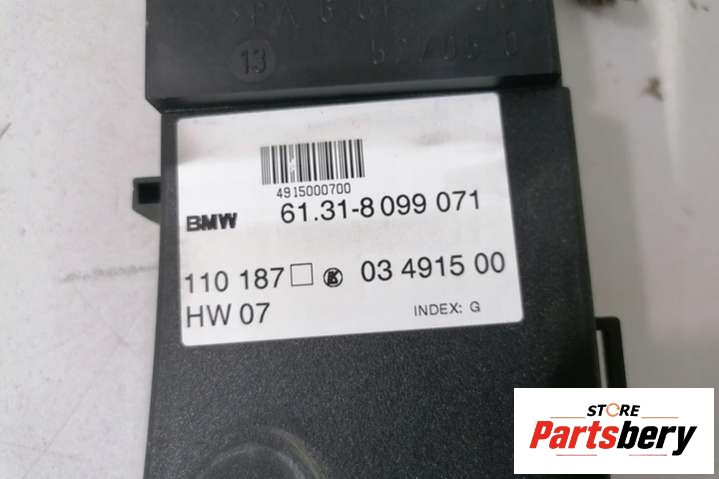 13
4915000700
BMW 61.31-8 099 071
110 187 03 4915 00
HW 07 INDEX: G
STORE
Partsbery